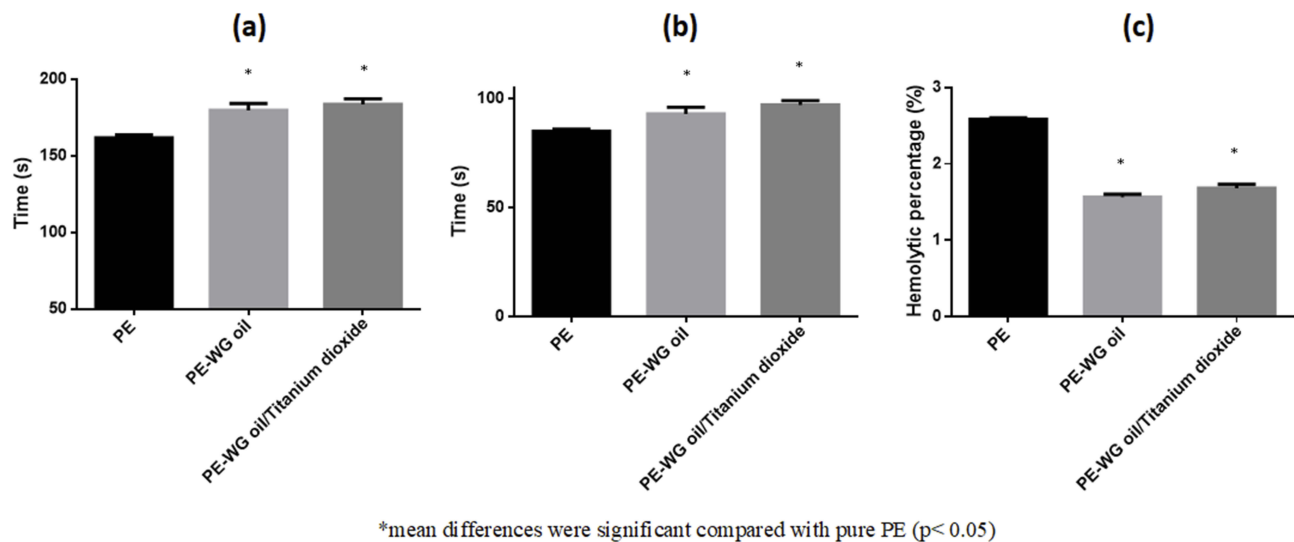 (a)
Time (s)
200
150
100
50
*
*
PE
PE-WG oil
PE-WG oil/Titanium dioxide
(b)
Time (s)
100
50
0
*
*
PE
PE-WG oil
PE-WG oil/Titanium dioxide
(c)
Hemolytic percentage (%)
3
2
1
0
*
*
PE
PE-WG oil
PE-WG oil/Titanium dioxide
*mean differences were significant compared with pure PE (p< 0.05)